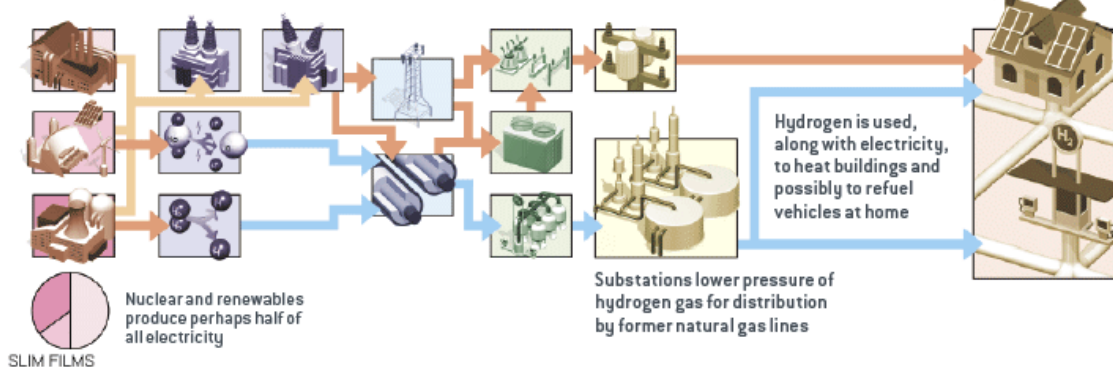 Hydrogen is used,
along with electricity,
to heat buildings and
possibly to refuel
vehicles at home
H2
Substations lower pressure of
hydrogen gas for distribution
by former natural gas lines
Nuclear and renewables
produce perhaps half of
all electricity
SLIM FILMS